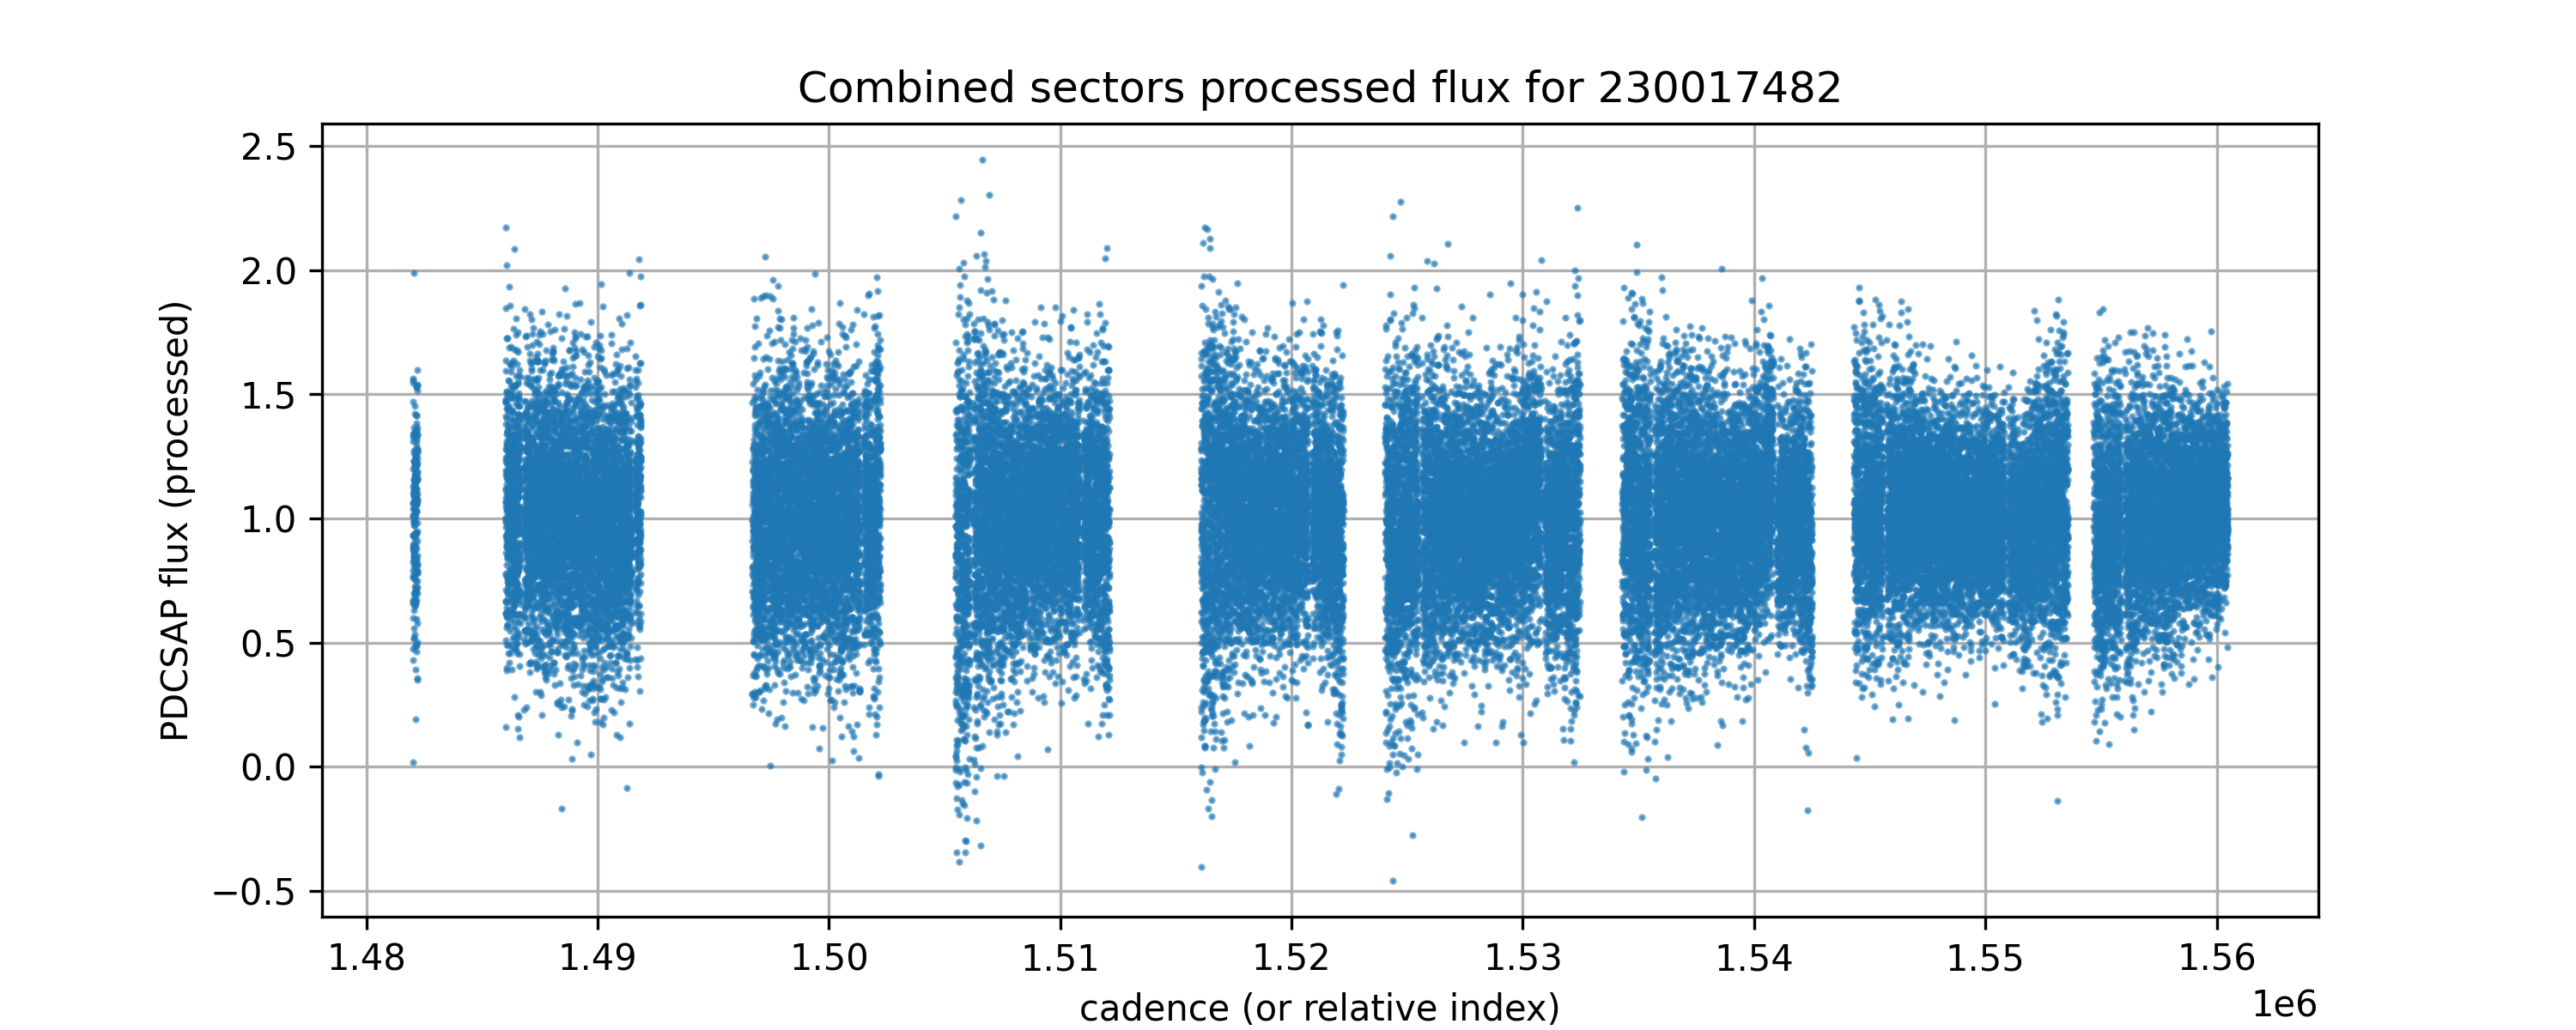 Combined sectors processed flux for 230017482
PDCSAP flux (processed)
2.5
2.0
1.5
1.0
0.5
0.0
−0.5
1.48 1.49 1.50 1.51 1.52 1.53 1.54 1.55 1.56
1e6
cadence (or relative index)